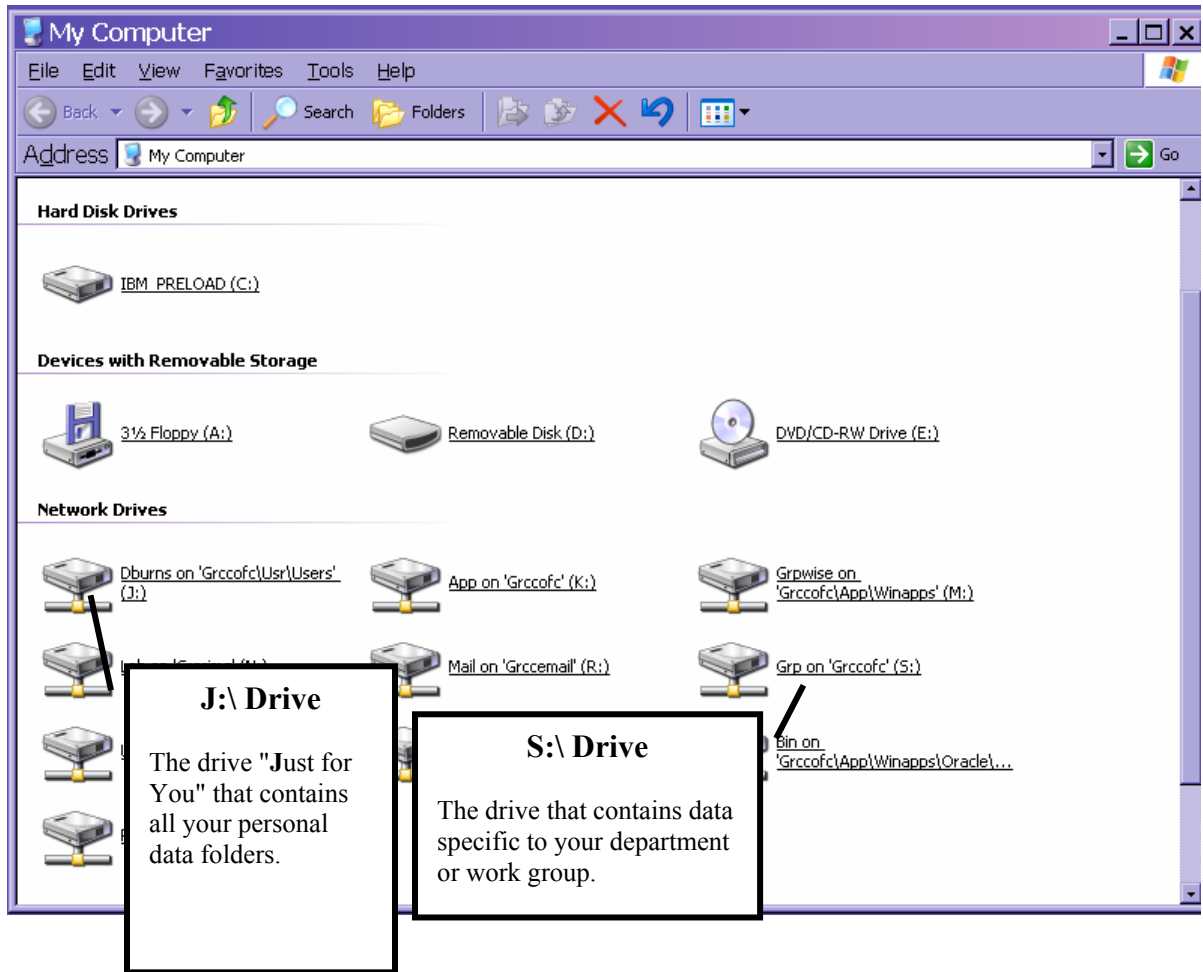 My Computer
File Edit View Favorites Tools Help
Back Search Folders
Address My Computer Go
Hard Disk Drives
IBM_PRELOAD (C:)
Devices with Removable Storage
3½ Floppy (A:) Removable Disk (D:) DVD/CD-RW Drive (E:)
Network Drives
Dburns on 'Grccofc\Usr\Users'
(J:)
App on 'Grccofc' (K:)
Grpwise on
'Grccofc\App\Winapps' (M:)
Mail on 'Grccemail' (R:)
Grp on 'Grccofc' (S:)
Bin on
'Grccofc\App\Winapps\Oracle\...
J:\ Drive
The drive "Just for
You" that contains
all your personal
data folders.
S:\ Drive
The drive that contains data
specific to your department
or work group.